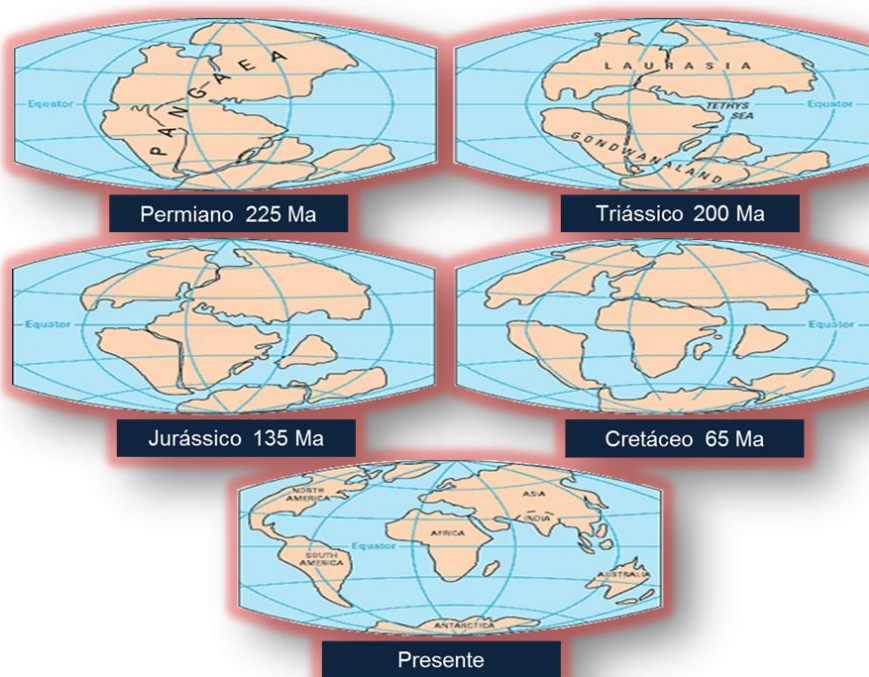 PANGAEA
Equator
Permiano 225 Ma
LAURASIA
TETHYS
SEA
Equator
GONDWANALAND
Triássico 200 Ma
Equator
Jurássico 135 Ma
Equator
Cretáceo 65 Ma
NORTH
AMERICA
ASIA
INDIA
AFRICA
Equator
SOUTH
AMERICA
AUSTRALIA
ANTARCTICA
Presente